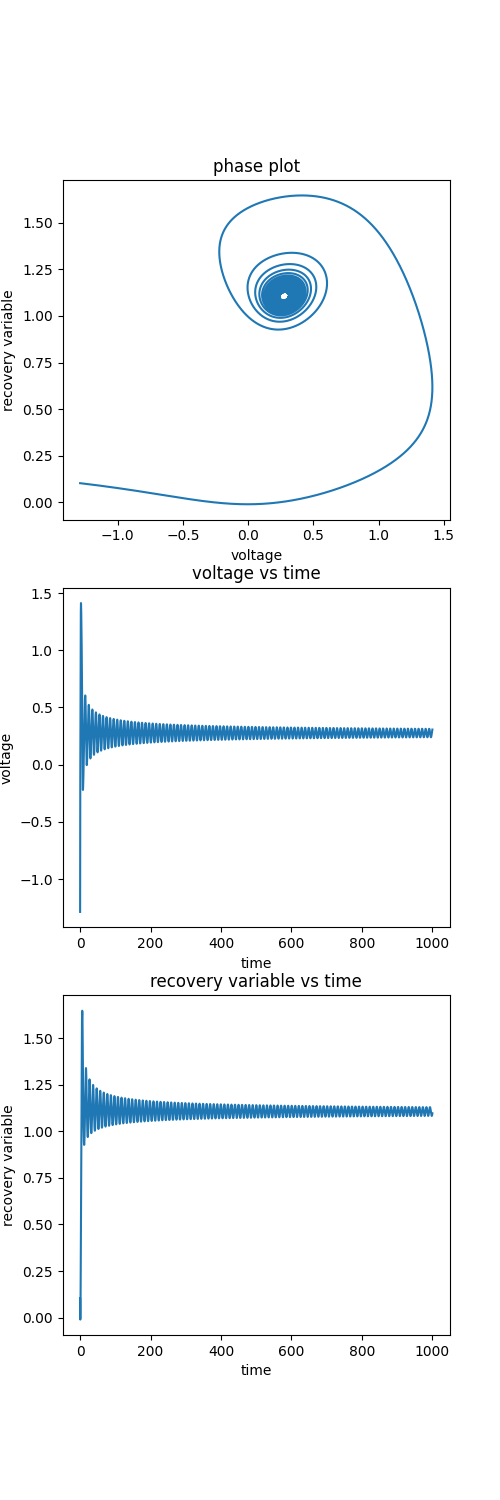 phase plot
recovery variable
1.50
1.25
1.00
0.75
0.50
0.25
0.00
−1.0 −0.5 0.0 0.5 1.0 1.5
voltage
voltage vs time
voltage
1.5
1.0
0.5
0.0
−0.5
−1.0
0 200 400 600 800 1000
time
recovery variable vs time
recovery variable
1.50
1.25
1.00
0.75
0.50
0.25
0.00
0 200 400 600 800 1000
time